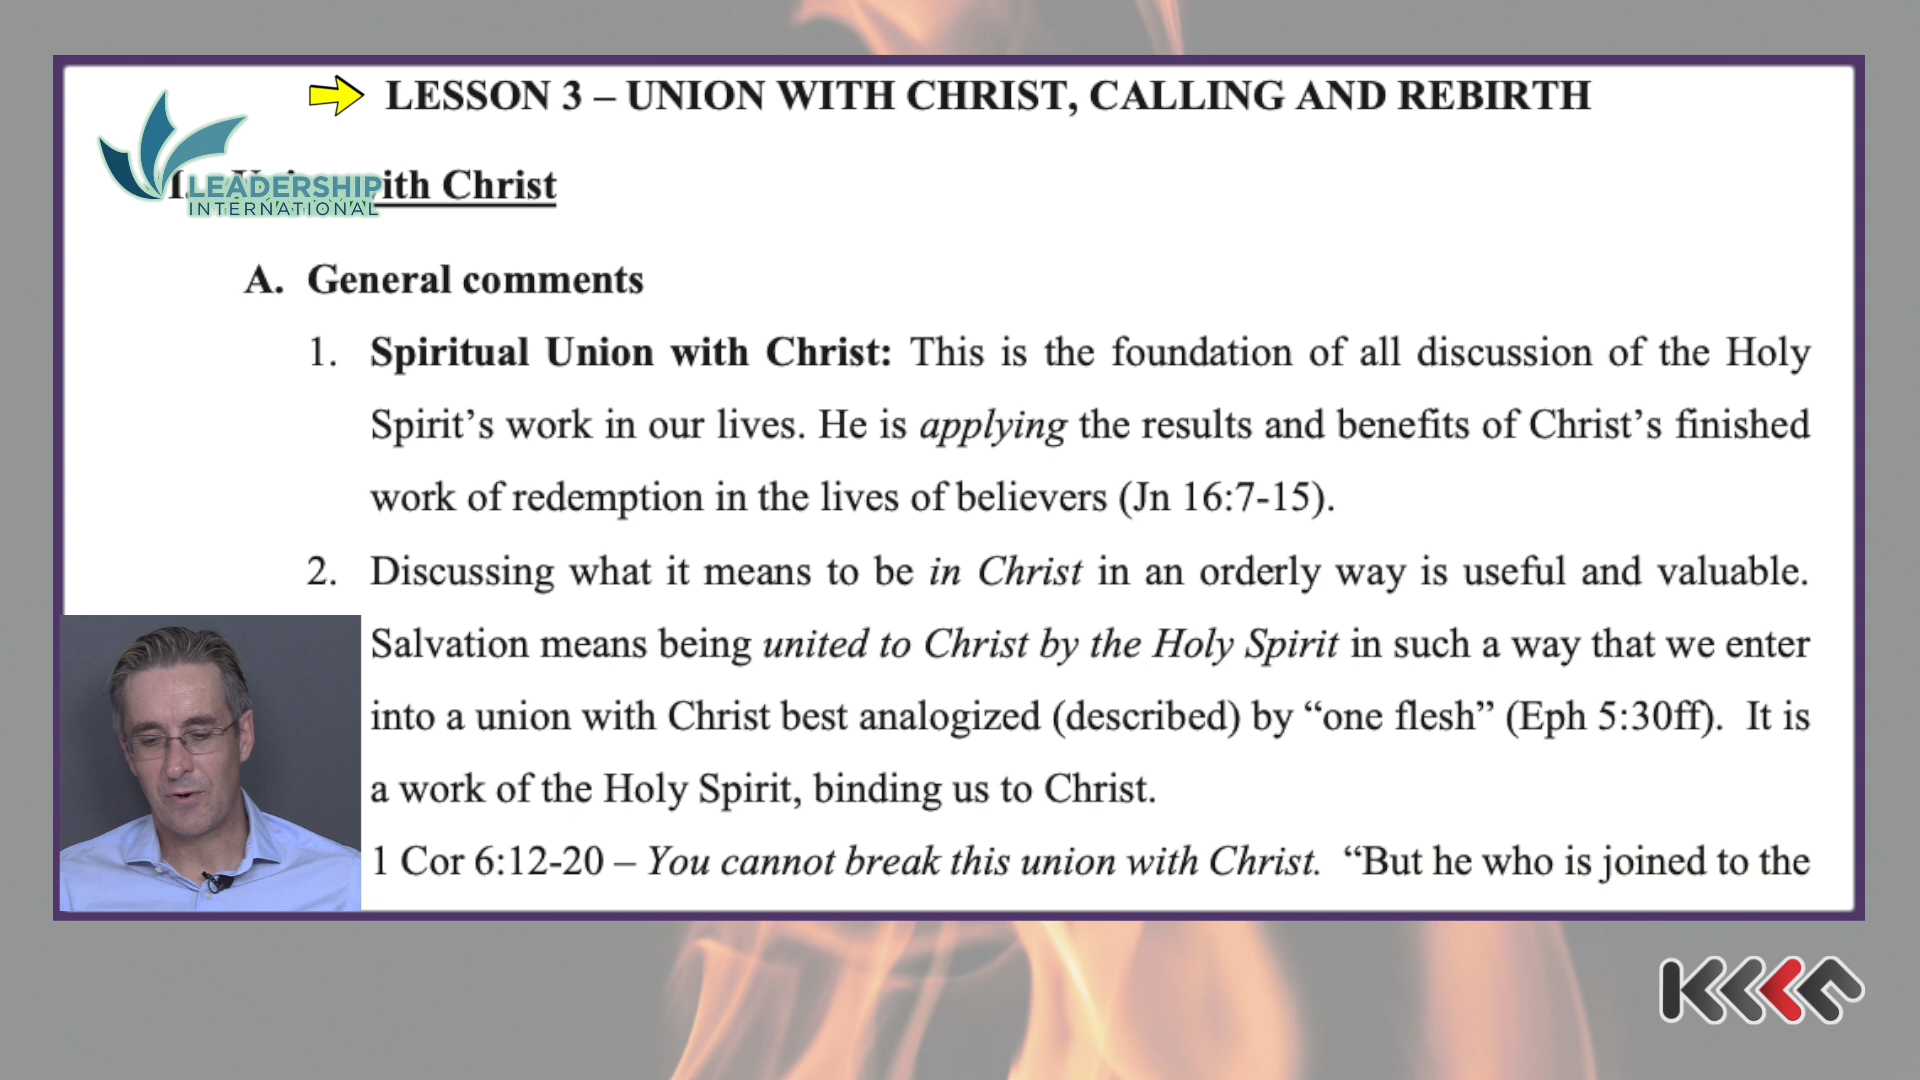 LESSON 3 – UNION WITH CHRIST, CALLING AND REBIRTH
LEADERSHIP
INTERNATIONAL
ith Christ
A. General comments
1. Spiritual Union with Christ: This is the foundation of all discussion of the Holy
Spirit’s work in our lives. He is applying the results and benefits of Christ’s finished
work of redemption in the lives of believers (Jn 16:7-15).
2. Discussing what it means to be in Christ in an orderly way is useful and valuable.
Salvation means being united to Christ by the Holy Spirit in such a way that we enter
into a union with Christ best analogized (described) by “one flesh” (Eph 5:30ff). It is
a work of the Holy Spirit, binding us to Christ.
1 Cor 6:12-20 – You cannot break this union with Christ. “But he who is joined to the